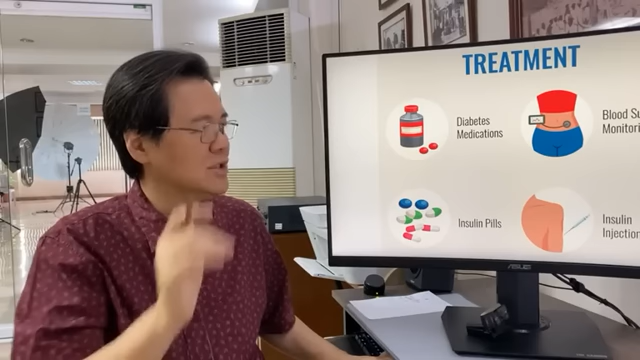 TREATMENT
Diabetes
Medications
Blood Su
Monitori
Insulin Pills
Insulin
Injection
ASUS